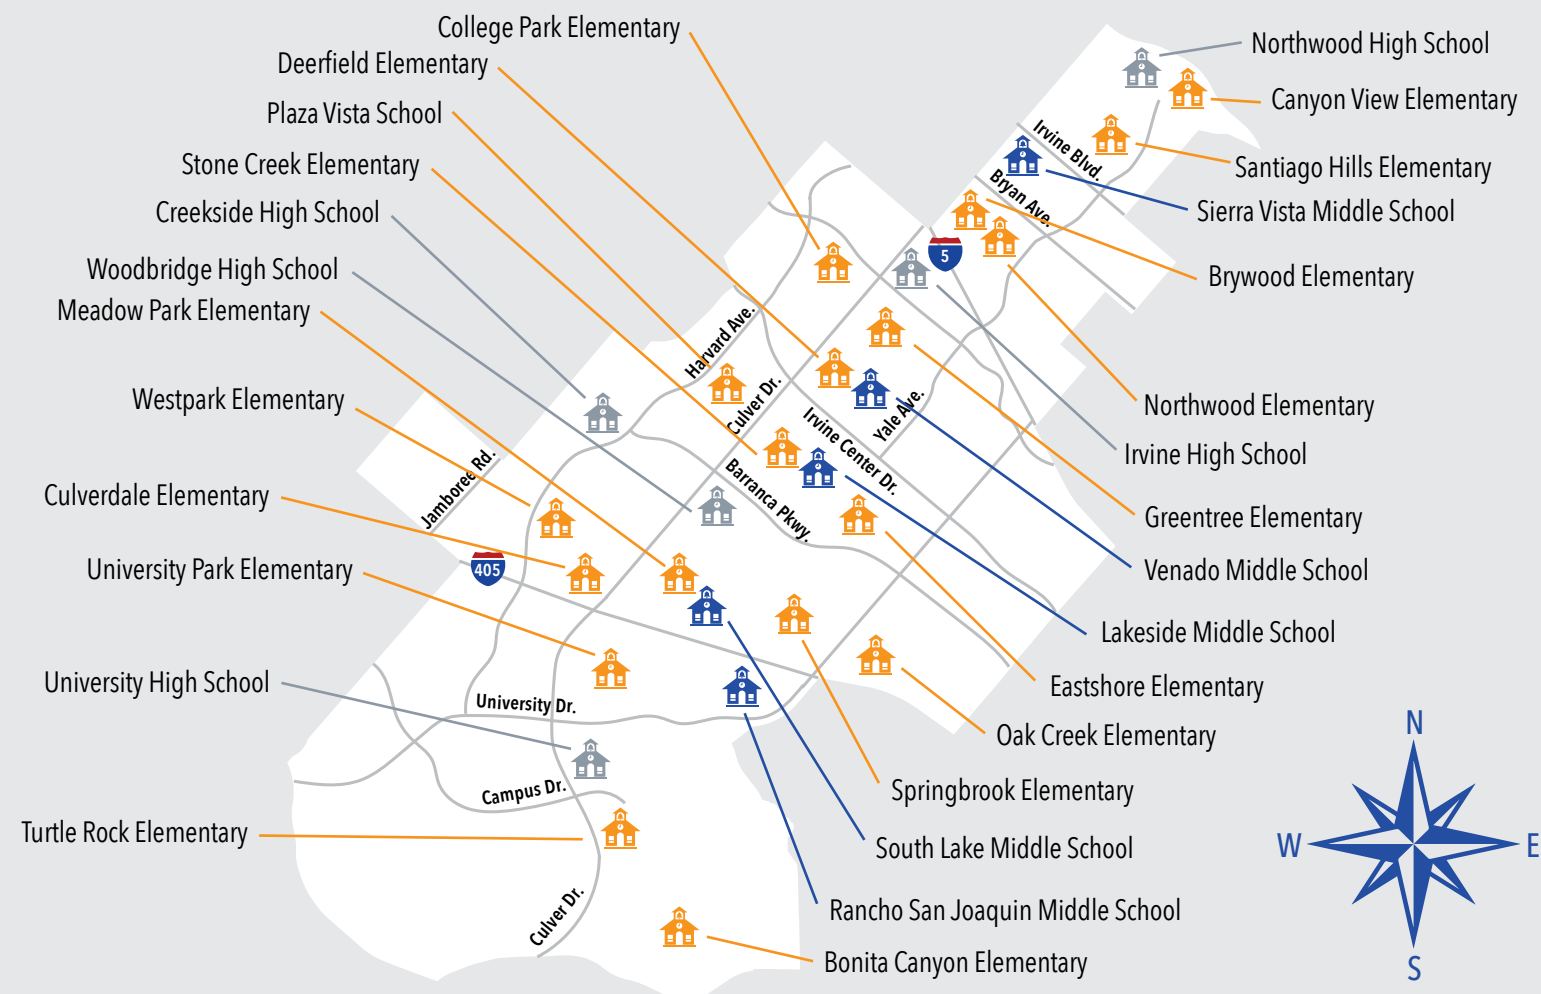 College Park Elementary
Deerfield Elementary
Plaza Vista School
Stone Creek Elementary
Creekside High School
Woodbridge High School
Meadow Park Elementary
Westpark Elementary
Culverdale Elementary
University Park Elementary
University High School
Turtle Rock Elementary
Northwood High School
Canyon View Elementary
Santiago Hills Elementary
Sierra Vista Middle School
Brywood Elementary
Northwood Elementary
Irvine High School
Greentree Elementary
Venado Middle School
Lakeside Middle School
Eastshore Elementary
Oak Creek Elementary
Springbrook Elementary
South Lake Middle School
Rancho San Joaquin Middle School
Bonita Canyon Elementary
Irvine Blvd.
Bryan Ave.
5
Harvard Ave.
Culver Dr.
Yale Ave.
Irvine Center Dr.
Barranca Pkwy.
Jamboree Rd.
405
University Dr.
Campus Dr.
Culver Dr.
N
W
E
S